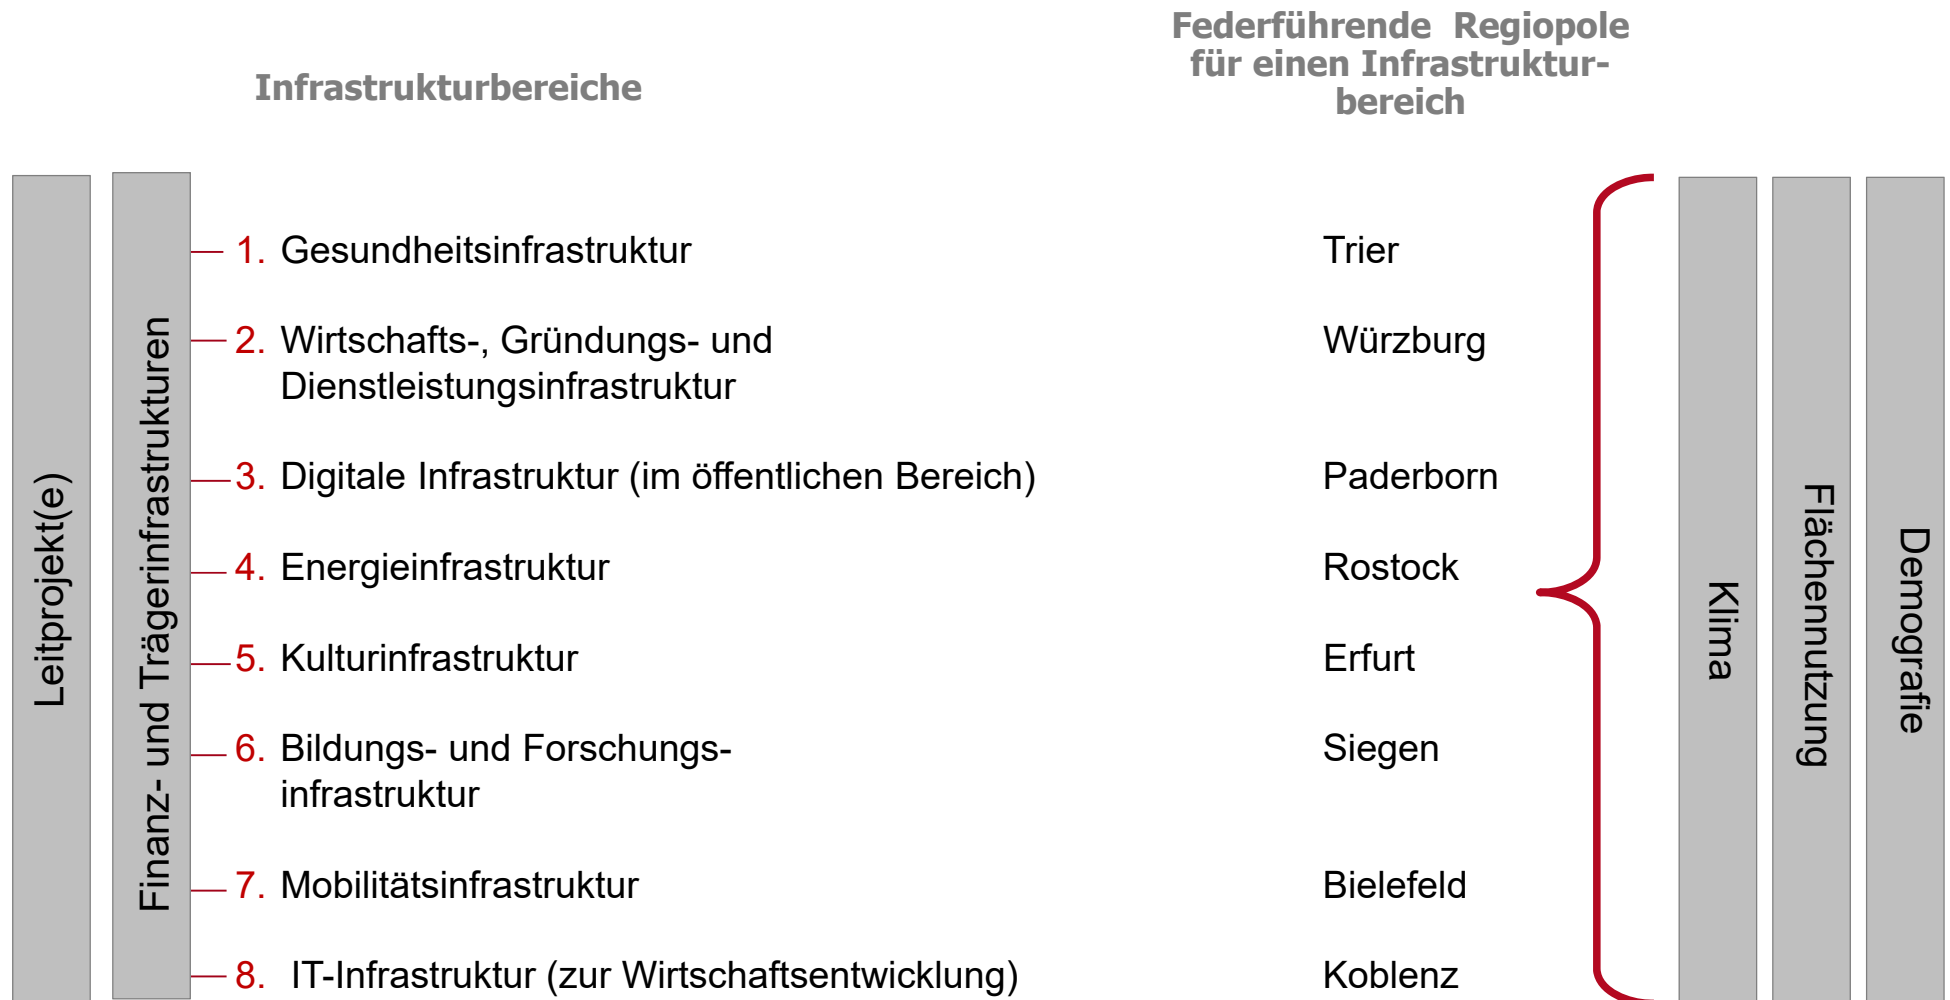 Federführende Regiopole
für einen Infrastruktur-
bereich
Infrastrukturbereiche
Leitprojekt(e)
Finanz- und Trägerinfrastrukturen
1. Gesundheitsinfrastruktur Trier
2. Wirtschafts-, Gründungs- und Würzburg
Dienstleistungsinfrastruktur
3. Digitale Infrastruktur (im öffentlichen Bereich) Paderborn
4. Energieinfrastruktur Rostock
5. Kulturinfrastruktur Erfurt
6. Bildungs- und Forschungs- Siegen
infrastruktur
7. Mobilitätsinfrastruktur Bielefeld
8. IT-Infrastruktur (zur Wirtschaftsentwicklung) Koblenz
Klima
Flächennutzung
Demografie